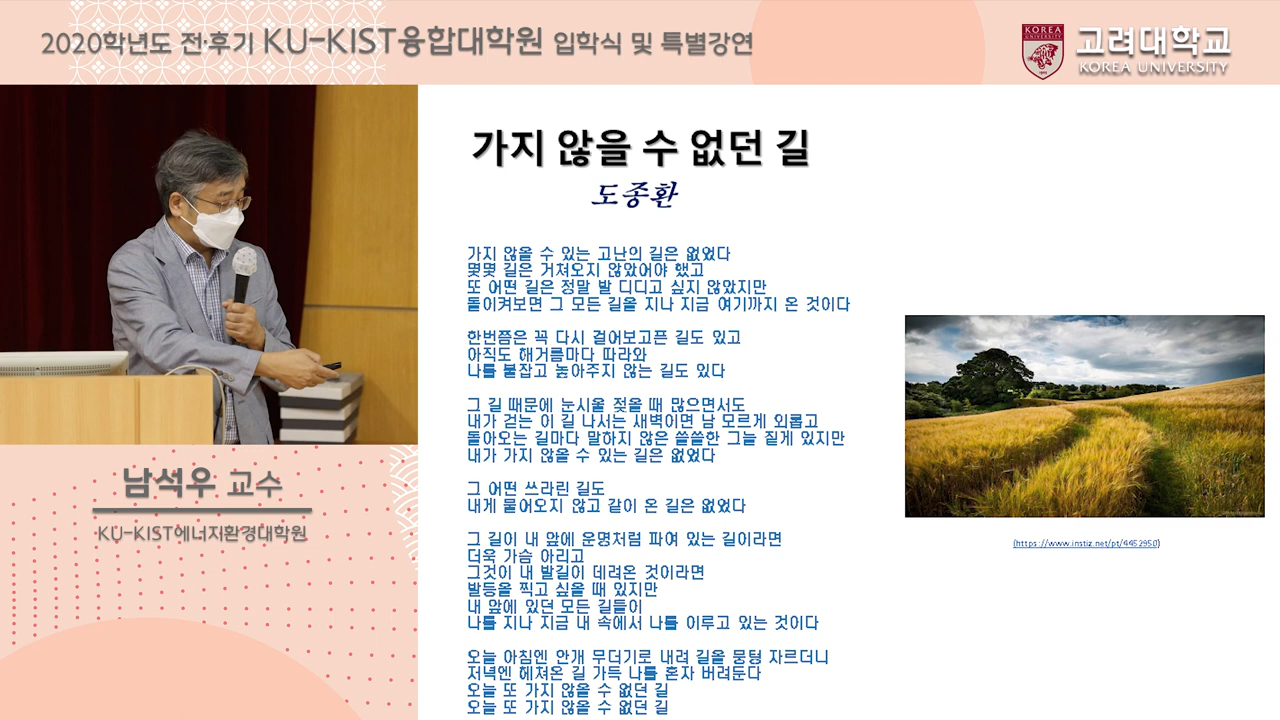 2020학년도 전·후기 KU-KIST융합대학원 입학식 및 특별강연
KOREA
UNIVERSITY
고려대학교
KOREA UNIVERSITY
가지 않을 수 없던 길
도종환
가지 않을 수 있는 고난의 길은 없었다
몇몇 길은 거쳐오지 않았어야 했고
또 어떤 길은 정말 발 디디고 싶지 않았지만
돌이켜보면 그 모든 길을 지나 지금 여기까지 온 것이다
한번쯤은 꼭 다시 걸어보고픈 길도 있고
아직도 해거름마다 따라와
나를 붙잡고 놓아주지 않는 길도 있다
그 길 때문에 눈시울 젖을 때 많으면서도
내가 걷는 이 길 나서는 새벽이면 남 모르게 외롭고
돌아오는 길마다 말하지 않은 쓸쓸한 그늘 짙게 있지만
내가 가지 않을 수 있는 길은 없었다
그 어떤 쓰라린 길도
내게 물어오지 않고 같이 온 길은 없었다
그 길이 내 앞에 운명처럼 파여 있는 길이라면
더욱 가슴 아리고
그것이 내 발길이 데려온 것이라면
발등을 찍고 싶을 때 있지만
내 앞에 있던 모든 길들이
나를 지나 지금 내 속에서 나를 이루고 있는 것이다
오늘 아침엔 안개 무더기로 내려 길을 뭉텅 자르더니
저녁엔 헤쳐온 길 가득 나를 혼자 버려둔다
오늘 또 가지 않을 수 없던 길
오늘 또 가지 않을 수 없던 길
(https://www.instiz.net/pt/4452950)
남석우 교수
KU-KIST에너지환경대학원